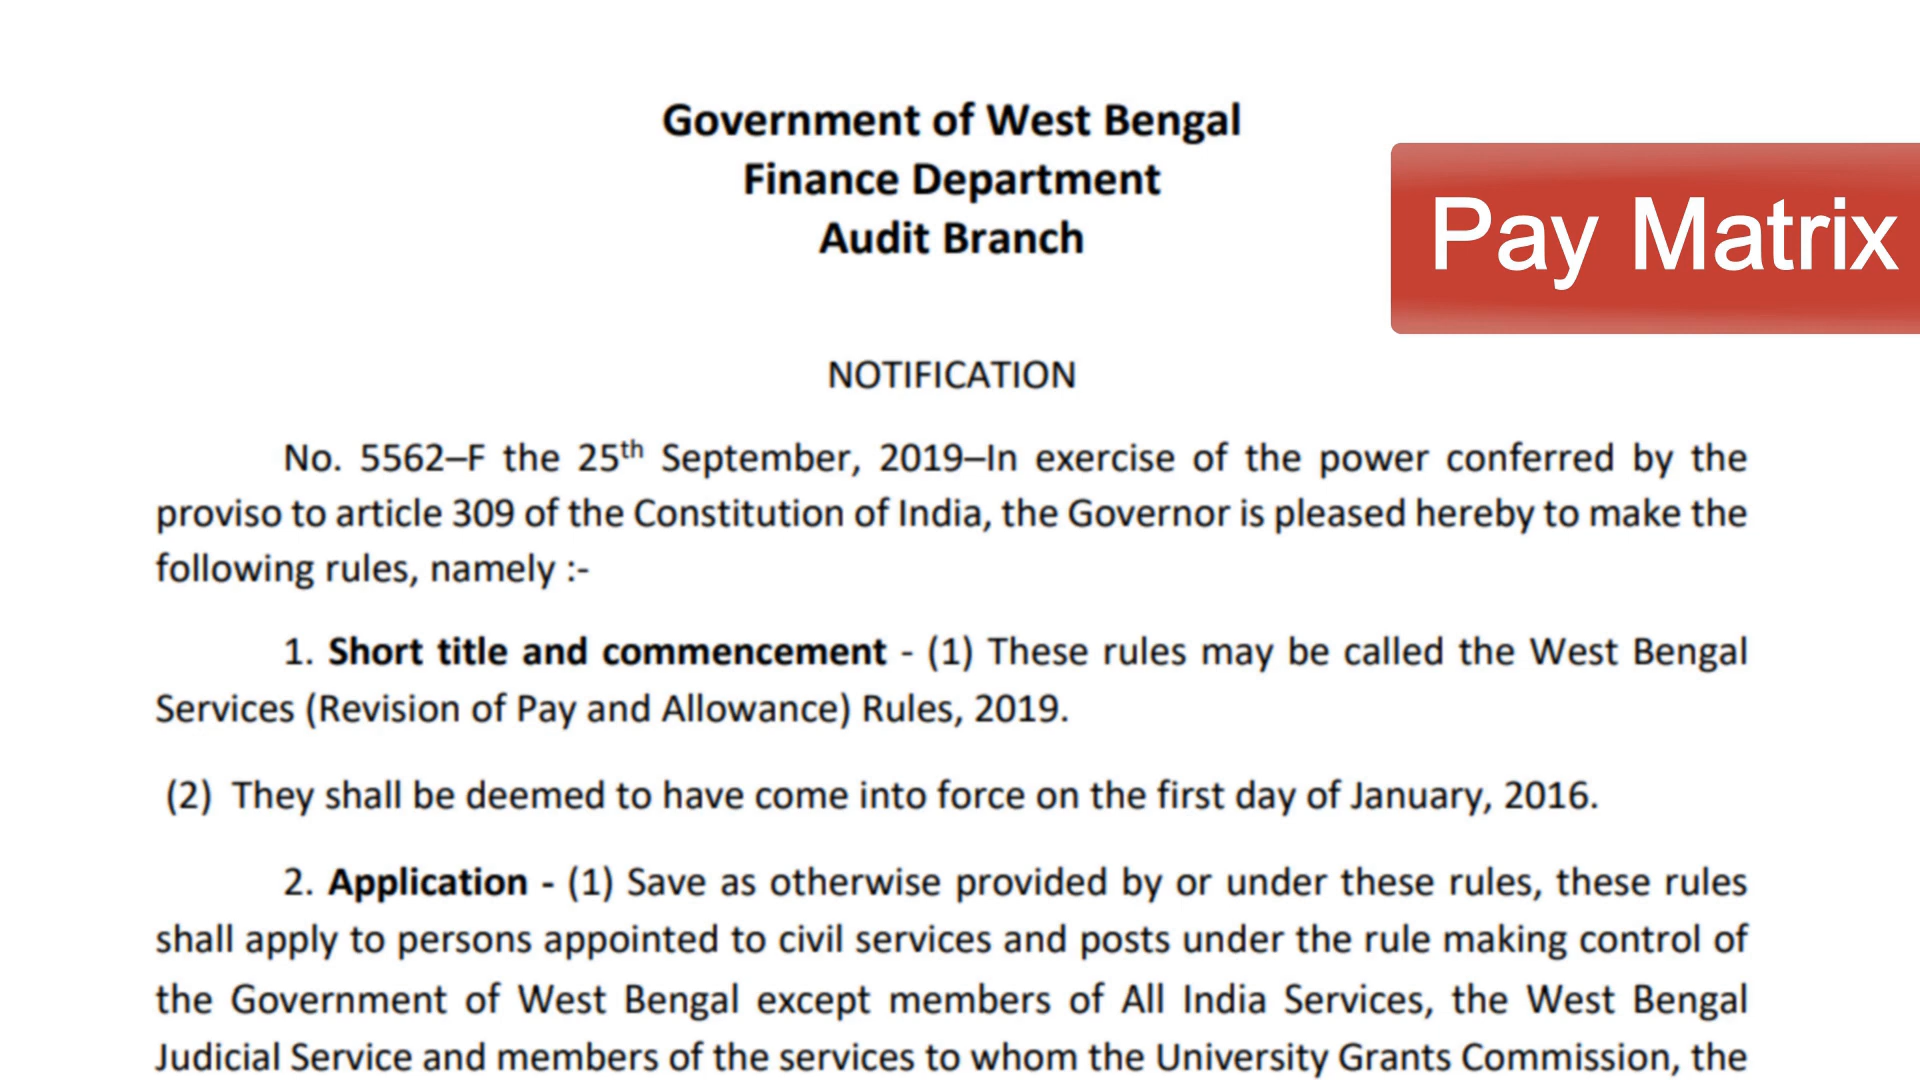 Government of West Bengal
Finance Department
Audit Branch
Pay Matrix
NOTIFICATION
No. 5562–F the 25th September, 2019–In exercise of the power conferred by the
proviso to article 309 of the Constitution of India, the Governor is pleased hereby to make the
following rules, namely :-
1. Short title and commencement - (1) These rules may be called the West Bengal
Services (Revision of Pay and Allowance) Rules, 2019.
(2) They shall be deemed to have come into force on the first day of January, 2016.
2. Application - (1) Save as otherwise provided by or under these rules, these rules
shall apply to persons appointed to civil services and posts under the rule making control of
the Government of West Bengal except members of All India Services, the West Bengal
Judicial Service and members of the services to whom the University Grants Commission, the